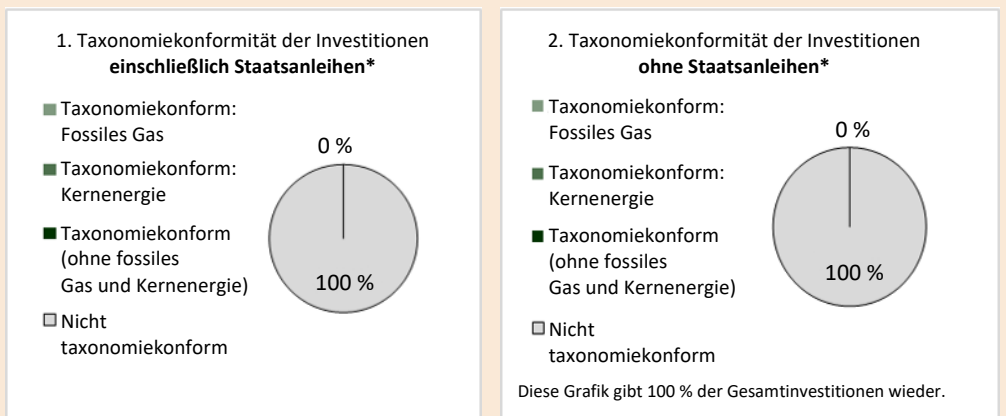 1. Taxonomiekonformität der Investitionen
einschließlich Staatsanleihen*
Taxonomiekonform:
Fossiles Gas
Taxonomiekonform:
Kernenergie
Taxonomiekonform
(ohne fossiles
Gas und Kernenergie)
Nicht
taxonomiekonform
0 %
100 %
2. Taxonomiekonformität der Investitionen
ohne Staatsanleihen*
Taxonomiekonform:
Fossiles Gas
Taxonomiekonform:
Kernenergie
Taxonomiekonform
(ohne fossiles
Gas und Kernenergie)
Nicht
taxonomiekonform
0 %
100 %
Diese Grafik gibt 100 % der Gesamtinvestitionen wieder.